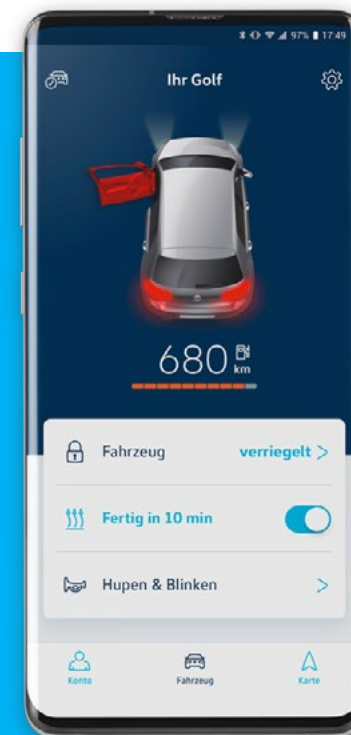 97% 17:49
Ihr Golf
680 km
Fahrzeug verriegelt >
Fertig in 10 min
Hupen & Blinken >
Konto Fahrzeug Karte